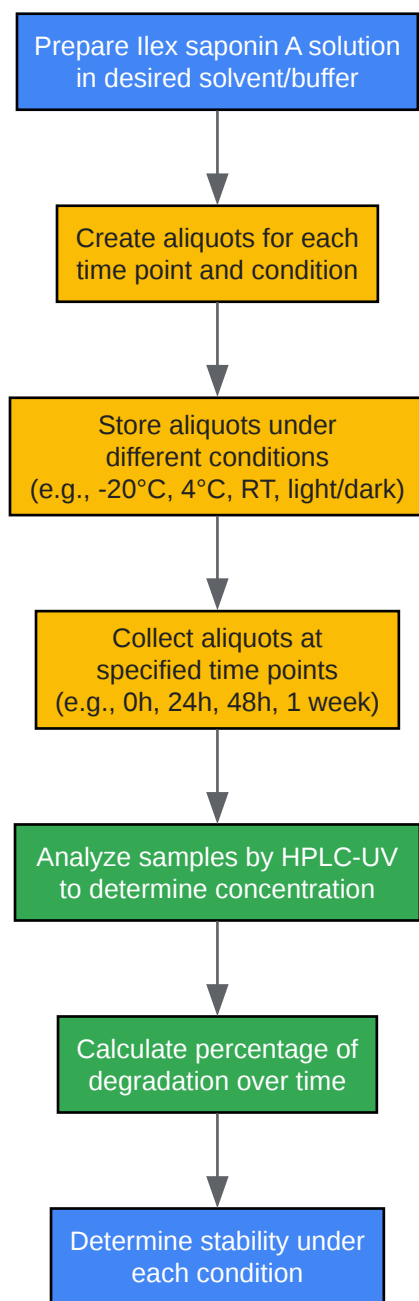 Prepare Ilex saponin A solution
in desired solvent/buffer
Create aliquots for each
time point and condition
Store aliquots under
different conditions
(e.g., -20°C, 4°C, RT, light/dark)
Collect aliquots at
specified time points
(e.g., 0h, 24h, 48h, 1 week)
Analyze samples by HPLC-UV
to determine concentration
Calculate percentage of
degradation over time
Determine stability under
each condition